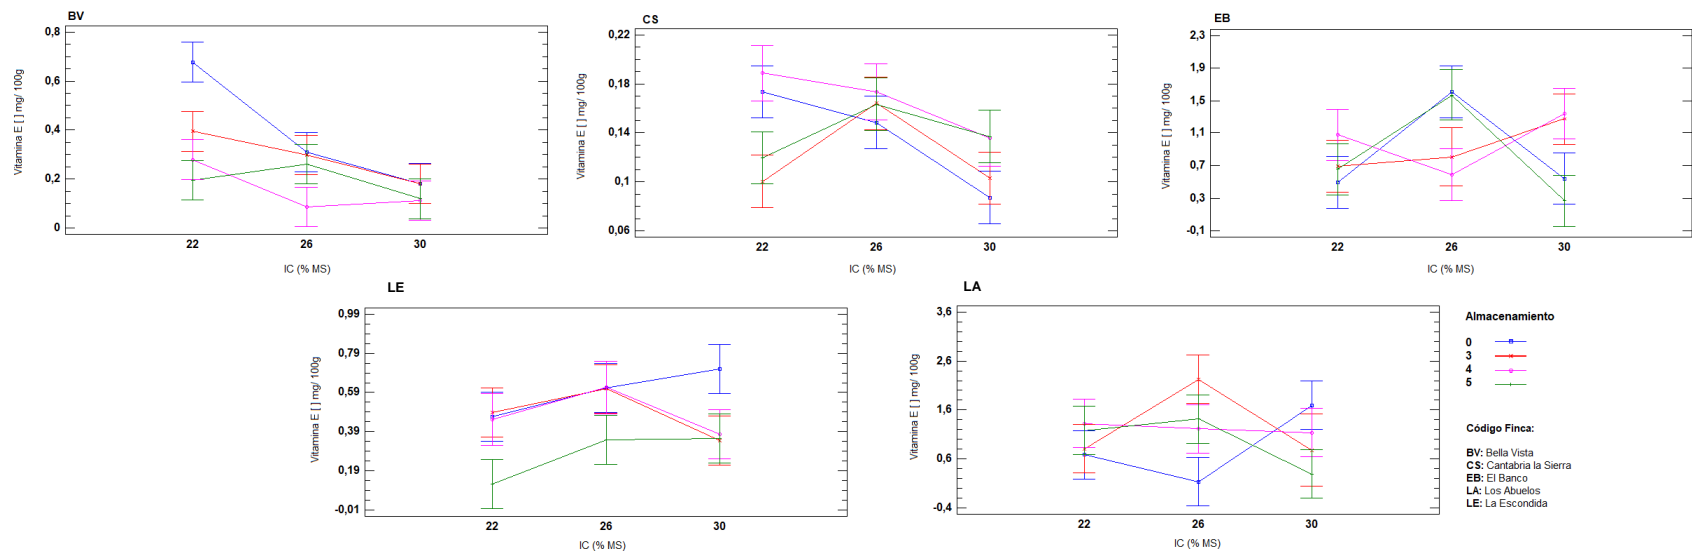 BV
0,8
0,6
0,4
0,2
0
Vitamina E [ ] mg/ 100g
22 26 30
IC (% MS)
CS
0,22
0,18
0,14
0,1
0,06
Vitamina E [ ] mg/ 100g
22 26 30
IC (% MS)
EB
2,3
1,9
1,5
1,1
0,7
0,3
-0,1
Vitamina E [ ] mg/ 100g
22 26 30
IC (% MS)
LE
0,99
0,79
0,59
0,39
0,19
-0,01
Vitamina E [ ] mg/ 100g
22 26 30
IC (% MS)
LA
3,6
2,6
1,6
0,6
-0,4
Vitamina E [ ] mg/ 100g
22 26 30
IC (% MS)
Almacenamiento
0
3
4
5
Código Finca:
BV: Bella Vista
CS: Cantabria la Sierra
EB: El Banco
LA: Los Abuelos
LE: La Escondida